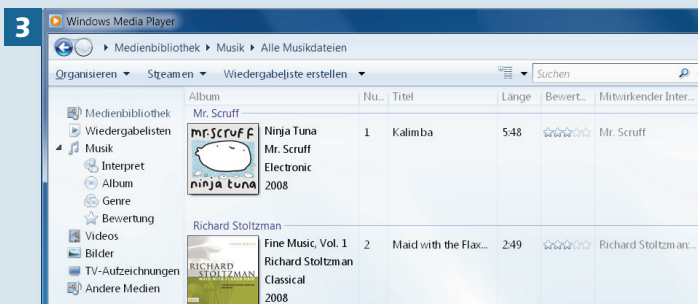 3
Windows Media Player
Medienbibliothek Musik Alle Musikdateien
Organisieren Streamen Wiedergabeliste erstellen Suchen
Album Nu... Titel Länge Bewert... Mitwirkender Inter...
Medienbibliothek
Wiedergabelisten
Musik
Interpret
Album
Genre
Bewertung
Videos
Bilder
TV-Aufzeichnungen
Andere Medien
Mr. Scruff
mr.scruff
ninja tuna
Ninja Tuna 1 Kalimba 5:48 Mr. Scruff
Mr. Scruff
Electronic
2008
Richard Stoltzman
RICHARD
STOLTZMAN
Fine Music, Vol. 1 2 Maid with the Flax... 2:49 Richard Stoltzman;...
Richard Stoltzman
Classical
2008